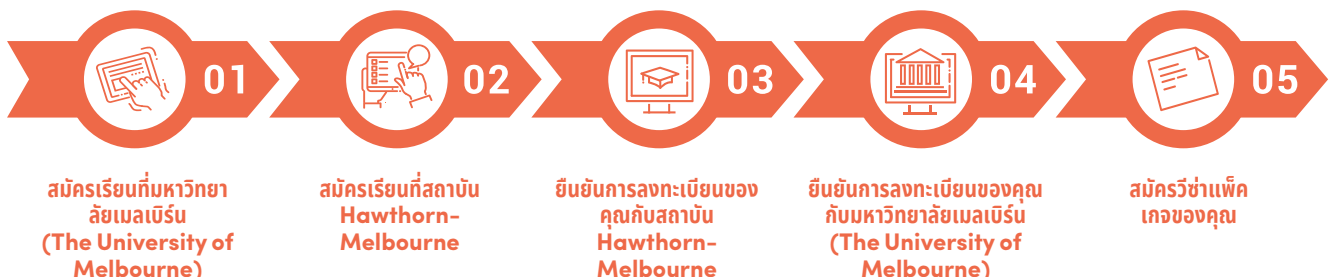 01
02
03
04
05
สมัครเรียนที่มหาวิทยา
ลัยเมลเบิร์น
(The University of
Melbourne)
สมัครเรียนที่สถาบัน
Hawthorn-
Melbourne
ยืนยันการลงทะเบียนของ
คุณกับสถาบัน
Hawthorn-
Melbourne
ยืนยันการลงทะเบียนของคุณ
กับมหาวิทยาลัยเมลเบิร์น
(The University of
Melbourne)
สมัครวีซ่าแพ็ค
เกจของคุณ